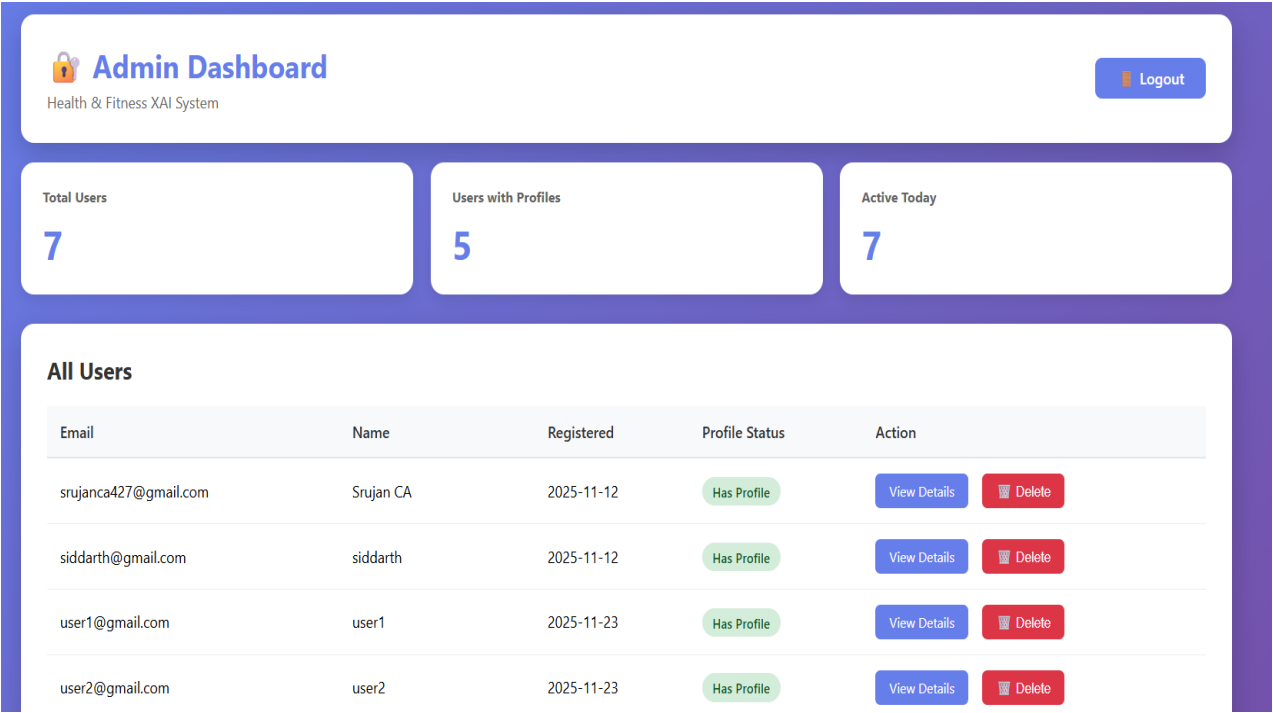 Admin Dashboard
Health & Fitness XAI System
Logout
Total Users
7
Users with Profiles
5
Active Today
7
All Users
Email Name Registered Profile Status Action
srujanca427@gmail.com Srujan CA 2025-11-12 Has Profile View Details Delete
siddarth@gmail.com siddarth 2025-11-12 Has Profile View Details Delete
user1@gmail.com user1 2025-11-23 Has Profile View Details Delete
user2@gmail.com user2 2025-11-23 Has Profile View Details Delete